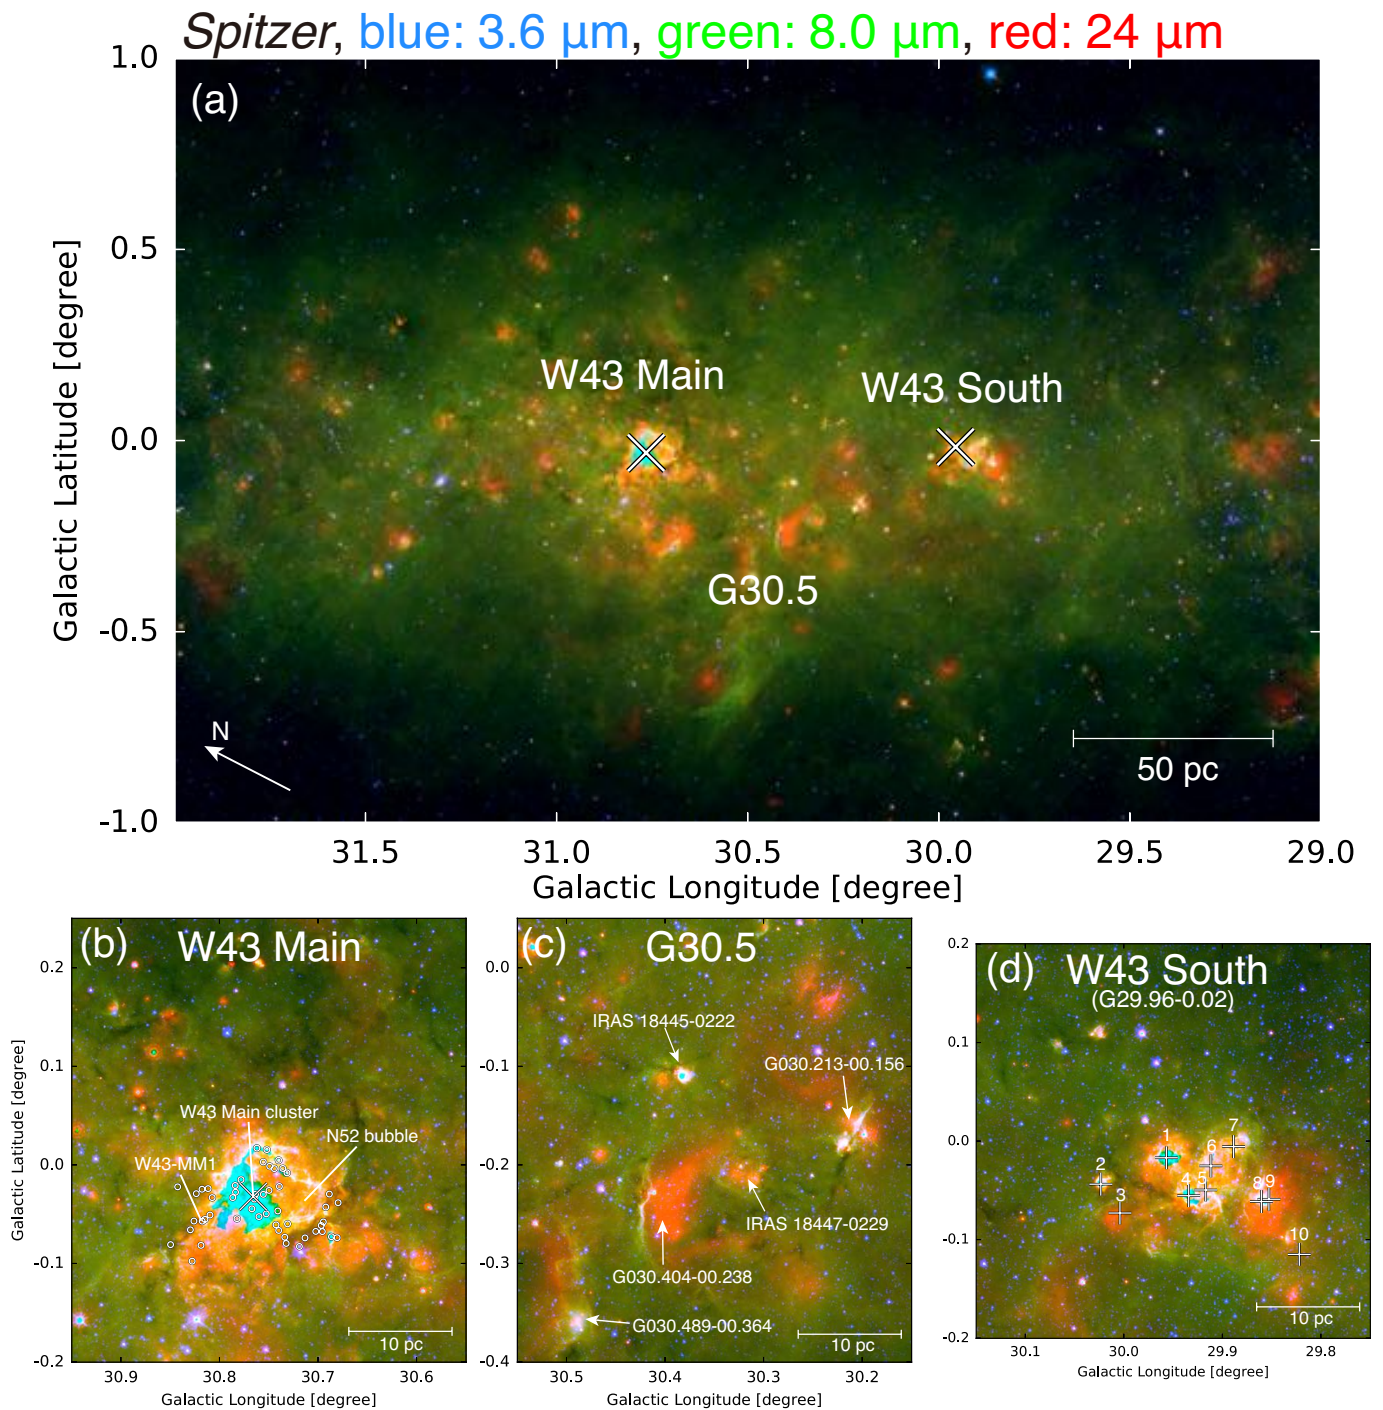 Spitzer, blue: 3.6 μm, green: 8.0 μm, red: 24 μm
(a)
1.0
0.5
0.0
-0.5
-1.0
Galactic Latitude [degree]
W43 Main
W43 South
G30.5
N
50 pc
31.5 31.0 30.5 30.0 29.5 29.0
Galactic Longitude [degree]
(b) W43 Main
0.2
0.1
0.0
-0.1
-0.2
Galactic Latitude [degree]
W43 Main cluster
N52 bubble
W43-MM1
10 pc
30.9 30.8 30.7 30.6
Galactic Longitude [degree]
(c) G30.5
0.0
-0.1
-0.2
-0.3
-0.4
IRAS 18445-0222
G030.213-00.156
IRAS 18447-0229
G030.404-00.238
G030.489-00.364
10 pc
30.5 30.4 30.3 30.2
Galactic Longitude [degree]
(d) W43 South
(G29.96-0.02)
0.2
0.1
0.0
-0.1
-0.2
1
2
3
4
5
6
7
8
9
10
10 pc
30.1 30.0 29.9 29.8
Galactic Longitude [degree]